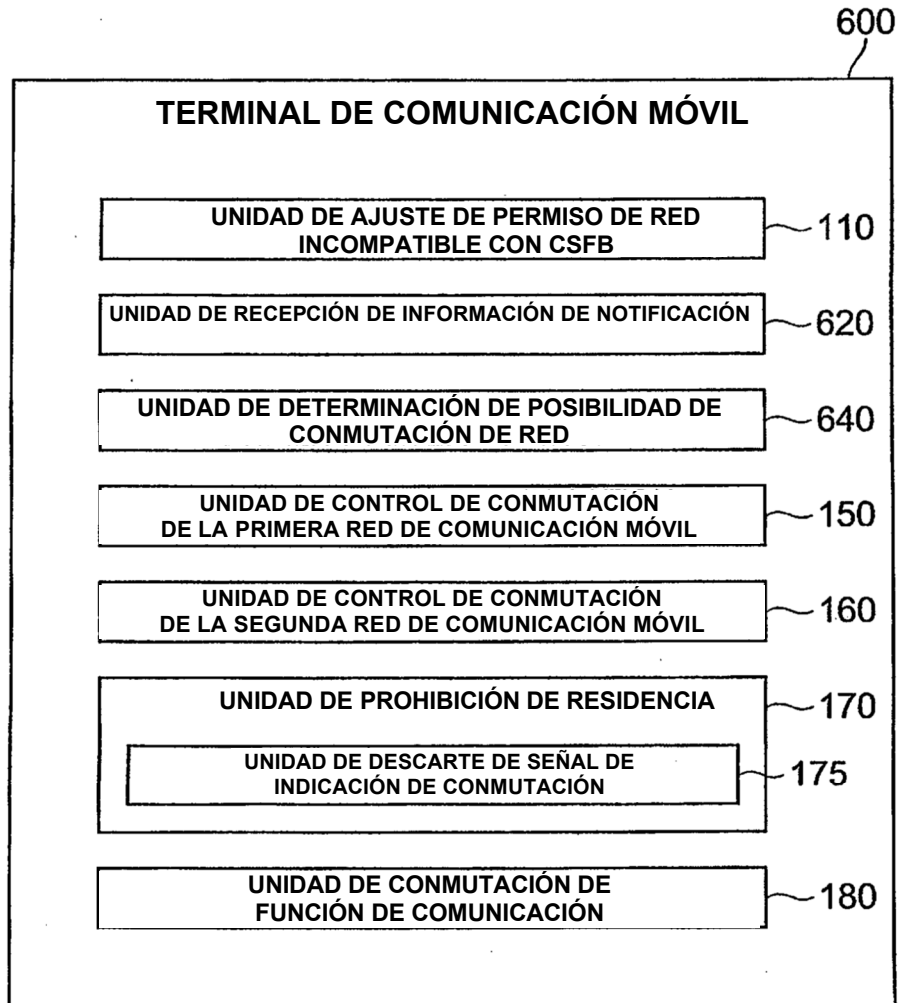 600
TERMINAL DE COMUNICACIÓN MÓVIL
UNIDAD DE AJUSTE DE PERMISO DE RED
INCOMPATIBLE CON CSFB
110
UNIDAD DE RECEPCIÓN DE INFORMACIÓN DE NOTIFICACIÓN
620
UNIDAD DE DETERMINACIÓN DE POSIBILIDAD DE
CONMUTACIÓN DE RED
640
UNIDAD DE CONTROL DE CONMUTACIÓN
DE LA PRIMERA RED DE COMUNICACIÓN MÓVIL
150
UNIDAD DE CONTROL DE CONMUTACIÓN
DE LA SEGUNDA RED DE COMUNICACIÓN MÓVIL
160
UNIDAD DE PROHIBICIÓN DE RESIDENCIA
170
UNIDAD DE DESCARTE DE SEÑAL DE
INDICACIÓN DE CONMUTACIÓN
175
UNIDAD DE CONMUTACIÓN DE
FUNCIÓN DE COMUNICACIÓN
180